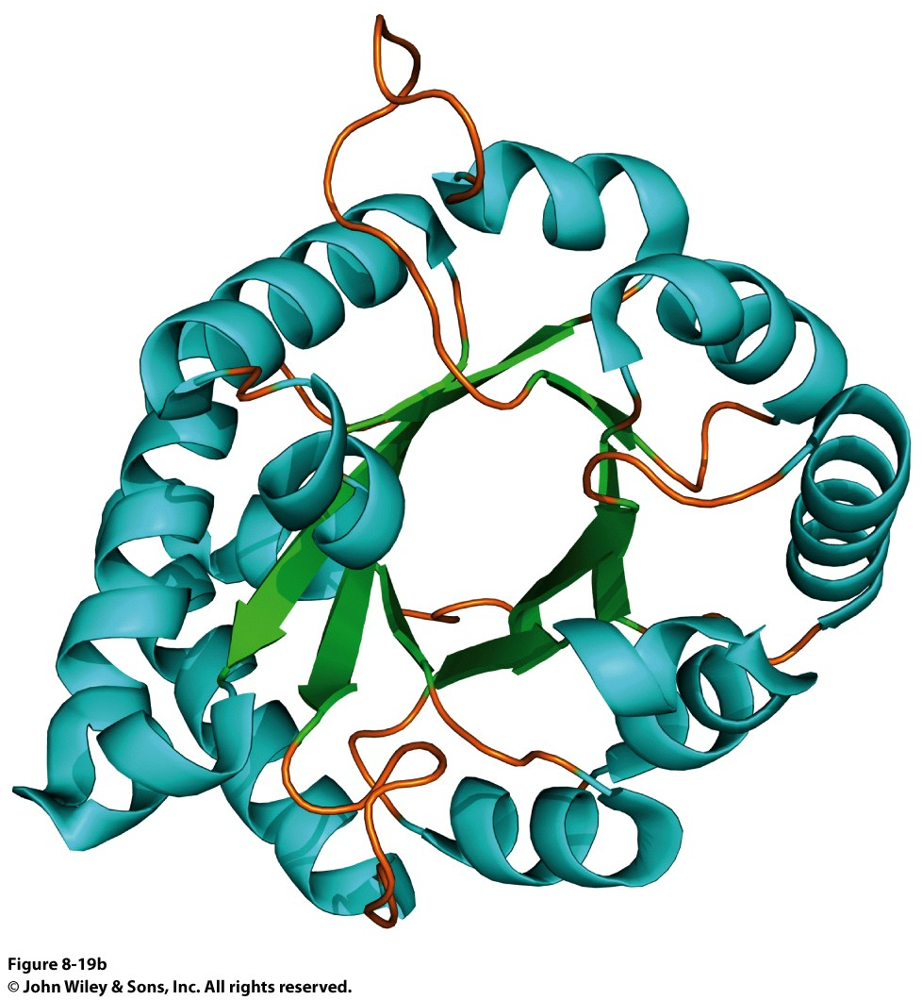 Figure 8-19b
© John Wiley & Sons, Inc. All rights reserved.